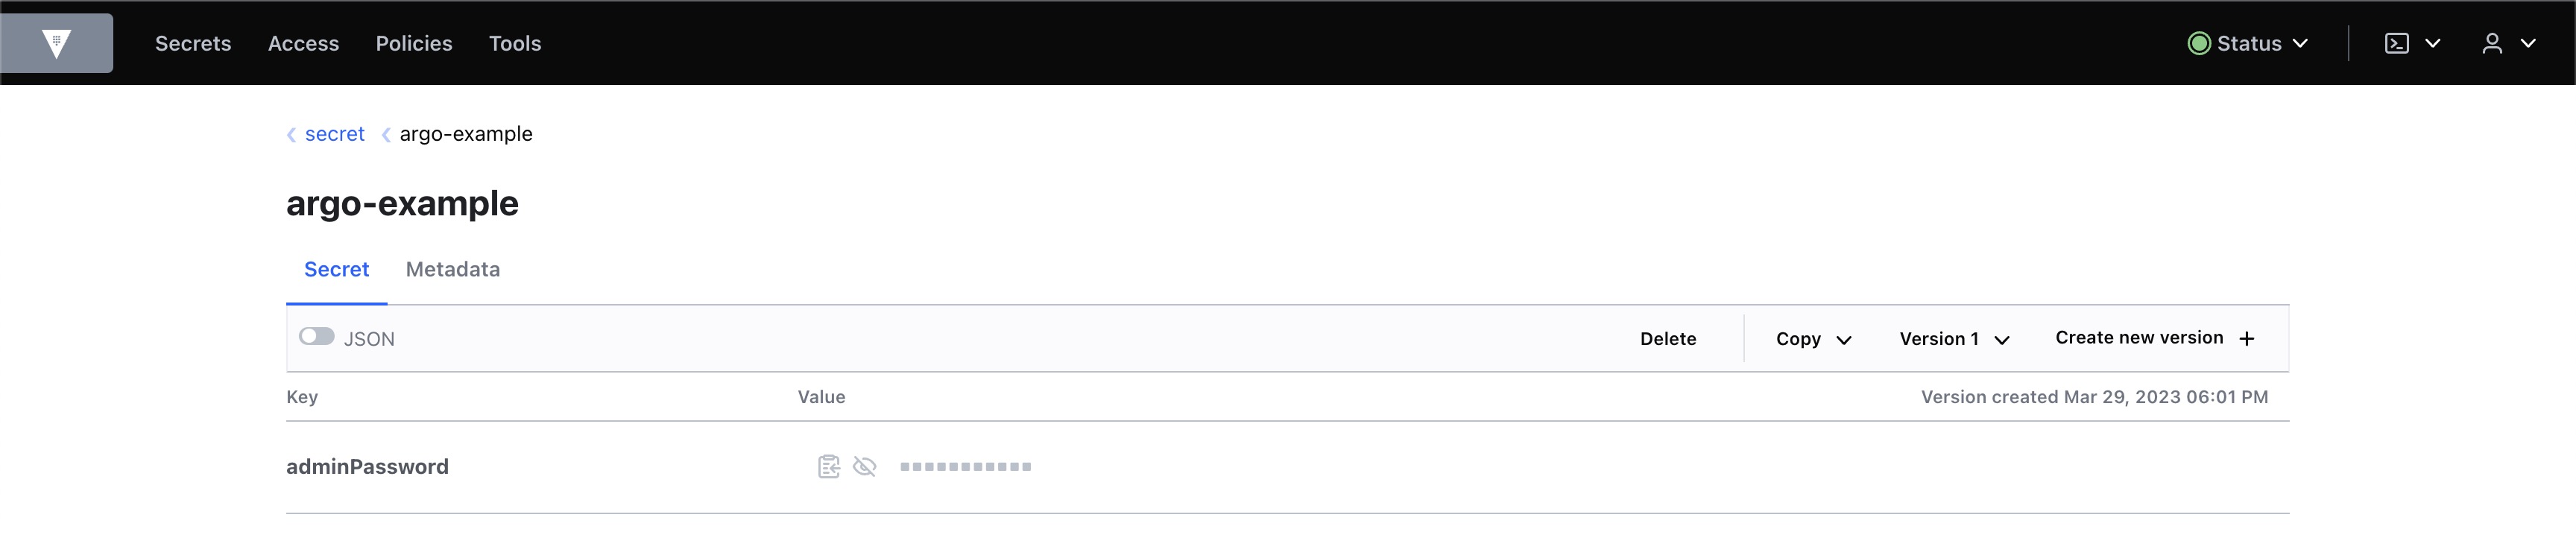 Secrets Access Policies Tools Status
secret argo-example
argo-example
Secret Metadata
JSON Delete Copy Version 1 Create new version +
Key Value Version created Mar 29, 2023 06:01 PM
adminPassword